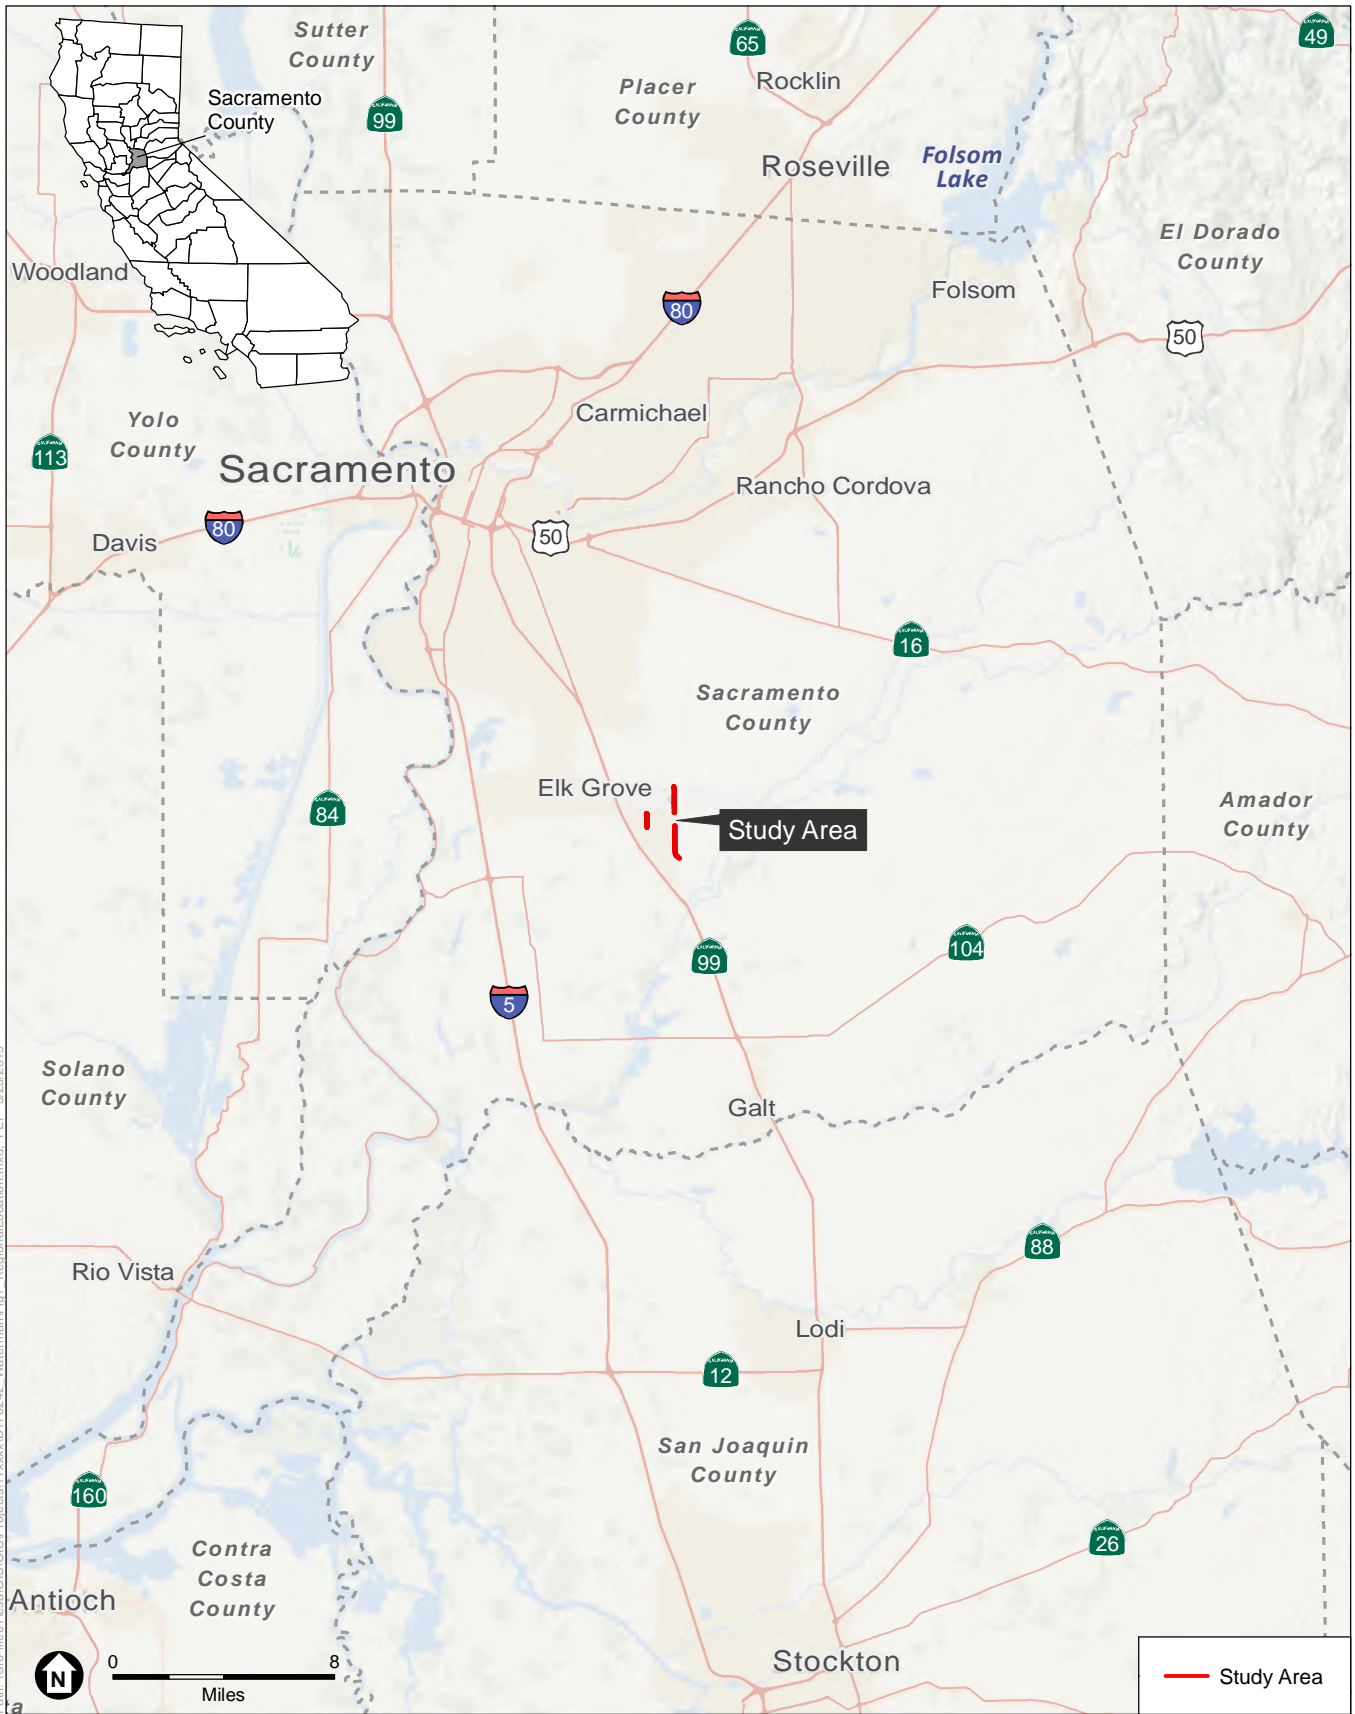 Sutter
County
65
49
Rocklin
Placer
County
Sacramento
County
99
Roseville
Folsom
Lake
El Dorado
County
Woodland
Folsom
80
50
Yolo
County
Carmichael
113
Sacramento
Rancho Cordova
80
50
Davis
16
Sacramento
County
Elk Grove
84
Study Area
Amador
County
99
104
5
Solano
County
Galt
88
Rio Vista
Lodi
12
San Joaquin
County
160
26
Contra
Costa
County
Antioch
Stockton
N
0
8
Miles
Study Area
ta